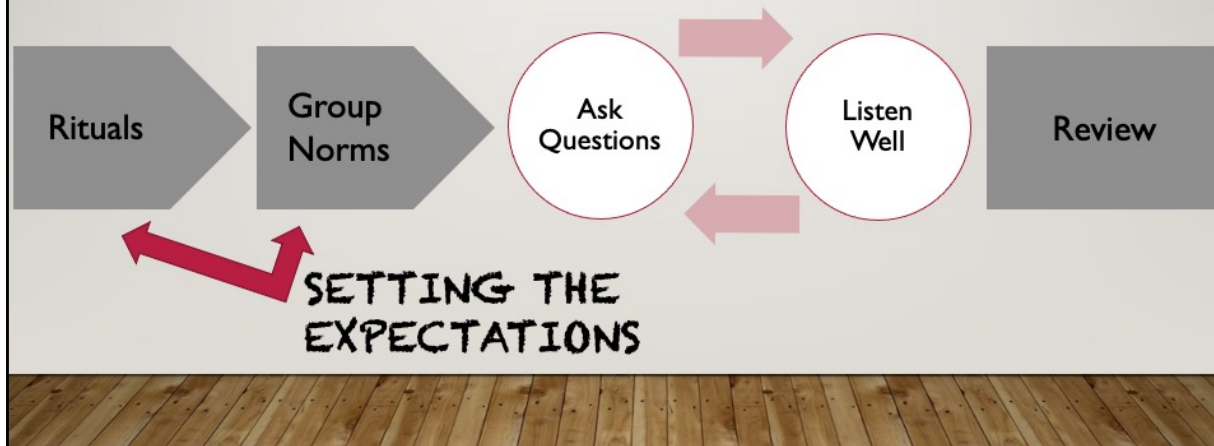 Rituals
Group
Norms
Ask
Questions
Listen
Well
Review
SETTING THE
EXPECTATIONS